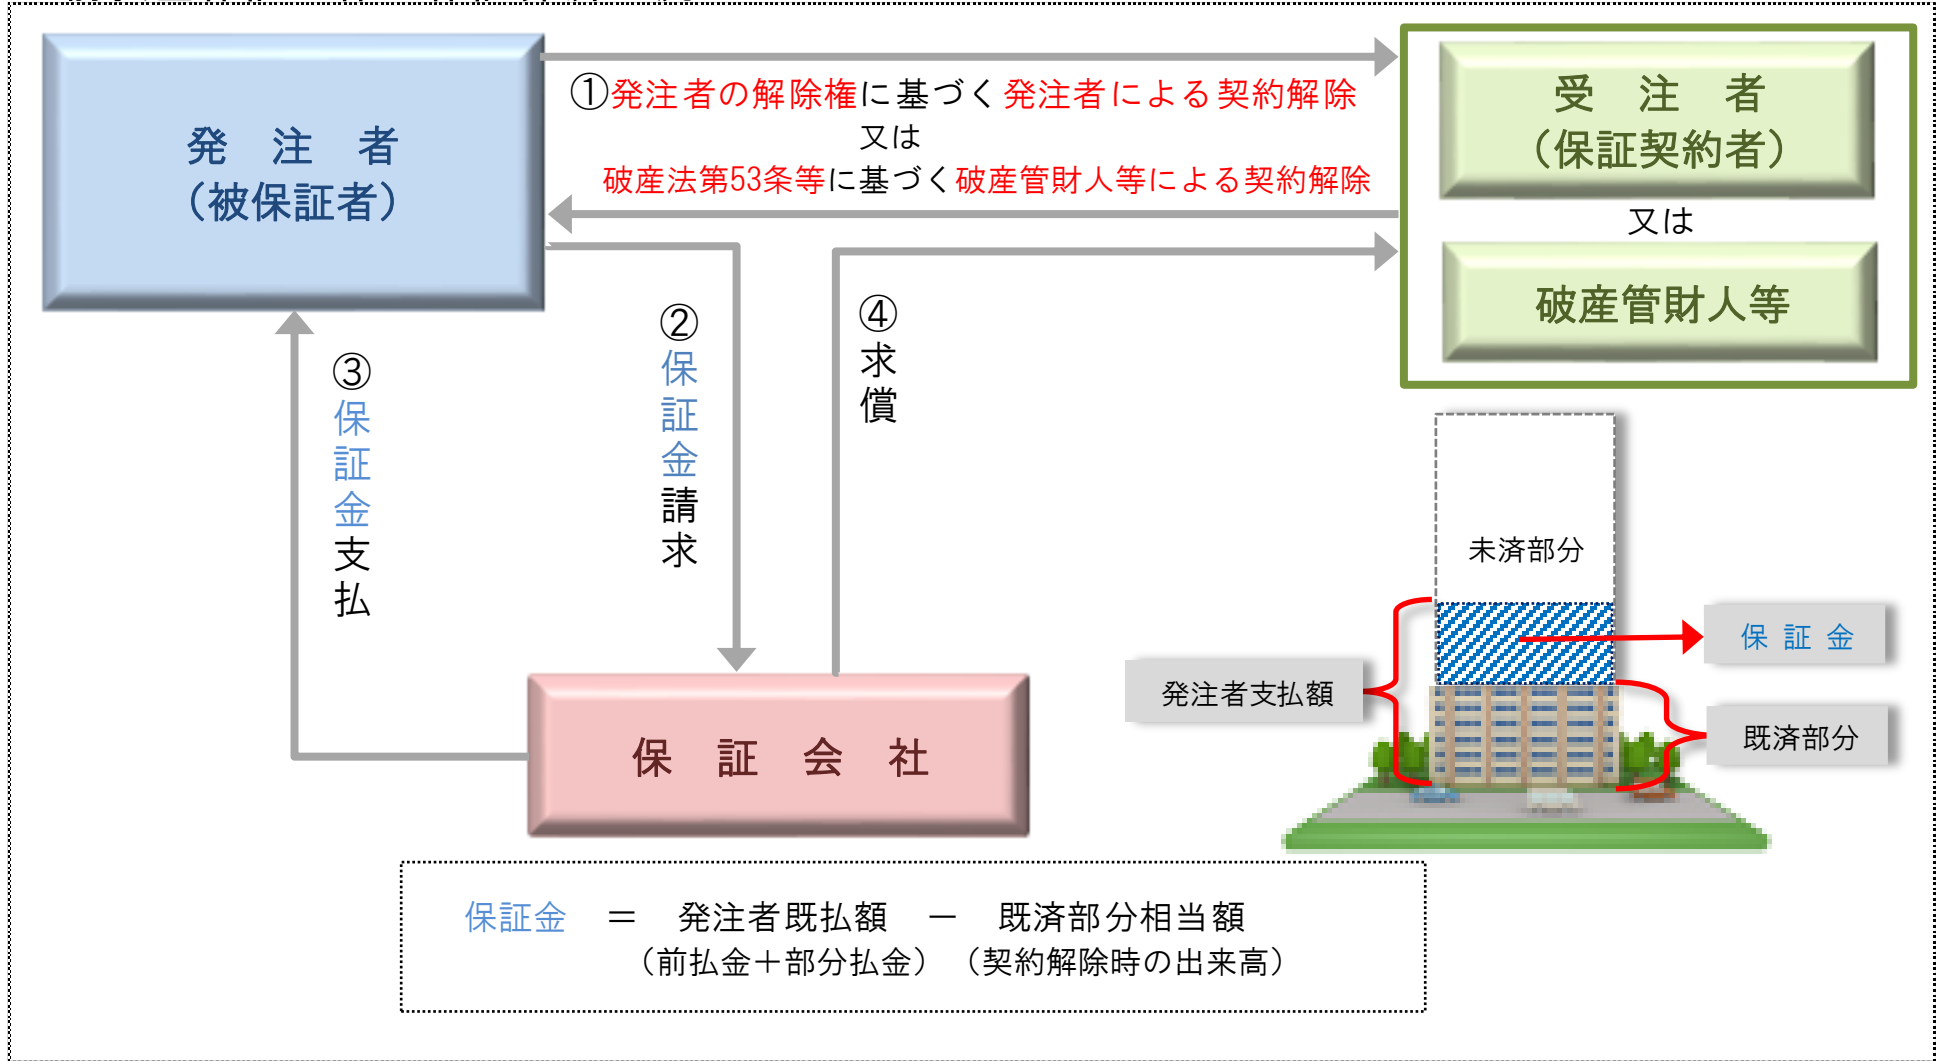 発　注　者
（被保証者）
①発注者の解除権に基づく発注者による契約解除
又は
破産法第53条等に基づく破産管財人等による契約解除
受　注　者
（保証契約者）
又は
破産管財人等
②保証金請求
③保証金支払
④求償
保　証　会　社
未済部分
保 証 金
発注者支払額
既済部分
保証金　＝　発注者既払額　－　既済部分相当額
（前払金＋部分払金）（契約解除時の出来高）